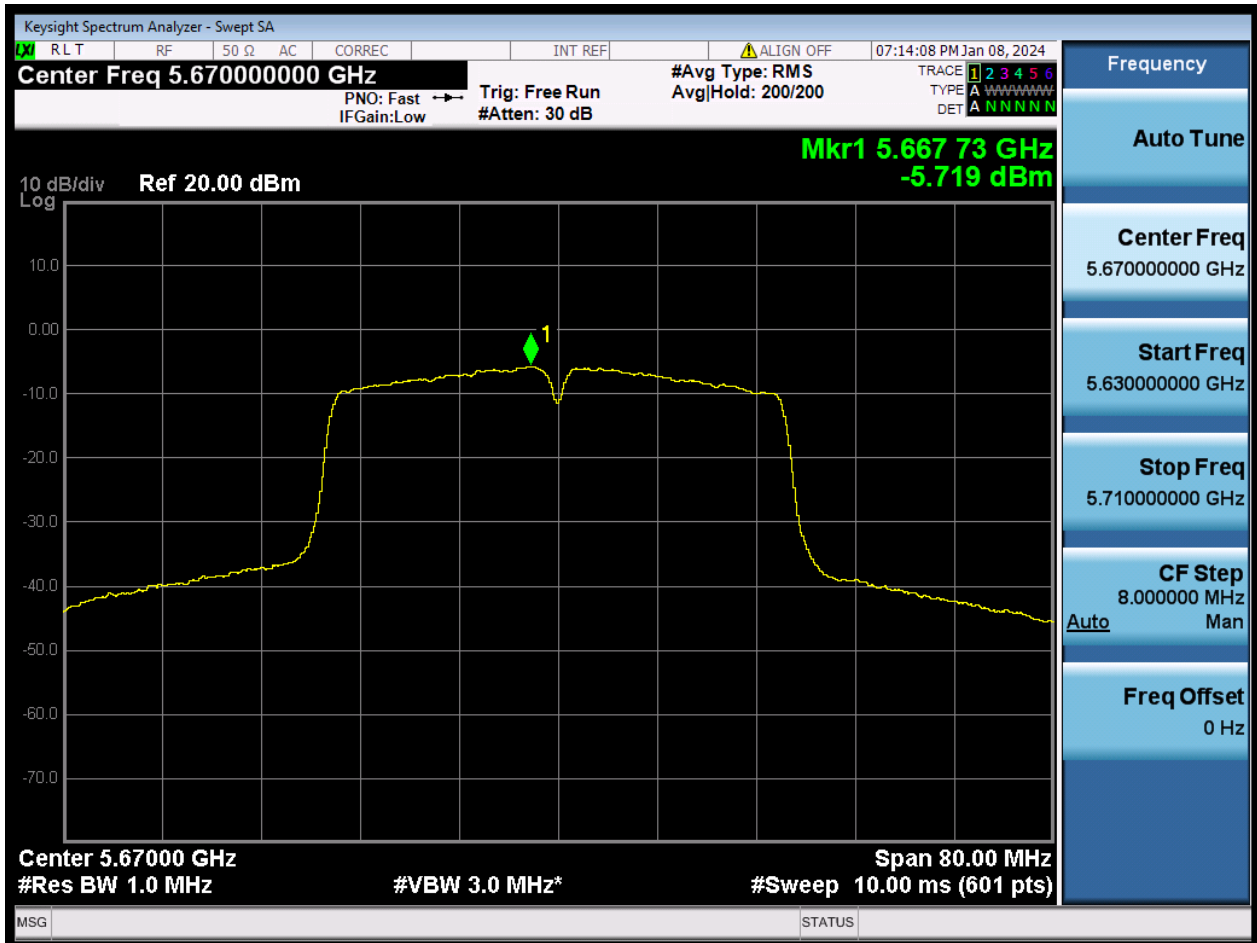 Keysight Spectrum Analyzer - Swept SA
LXI RLT RF 50 Ω AC CORREC INT REF ALIGN OFF 07:14:08 PM Jan 08, 2024
Center Freq 5.670000000 GHz
PNO: Fast
IFGain:Low
Trig: Free Run
#Atten: 30 dB
#Avg Type: RMS
Avg|Hold: 200/200
TRACE 1 2 3 4 5 6
TYPE A WWWWW
DET A N N N N N
Mkr1 5.667 73 GHz
-5.719 dBm
10 dB/div Ref 20.00 dBm
Log
10.0
0.00
-10.0
-20.0
-30.0
-40.0
-50.0
-60.0
-70.0
1
Center 5.67000 GHz Span 80.00 MHz
#Res BW 1.0 MHz #VBW 3.0 MHz* #Sweep 10.00 ms (601 pts)
MSG STATUS
Frequency
Auto Tune
Center Freq
5.670000000 GHz
Start Freq
5.630000000 GHz
Stop Freq
5.710000000 GHz
CF Step
8.000000 MHz
Auto Man
Freq Offset
0 Hz